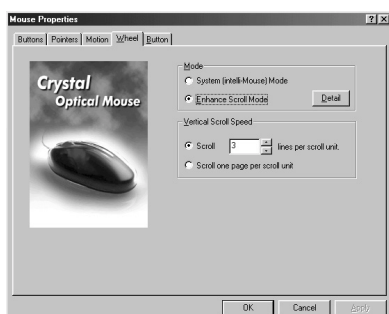 Mouse Properties
Buttons Pointers Motion Wheel Button
Crystal
Optical Mouse
Mode
System (intelli-Mouse) Mode
Enhance Scroll Mode
Detail
Vertical Scroll Speed
Scroll 3 lines per scroll unit.
Scroll one page per scroll unit
OK Cancel Apply